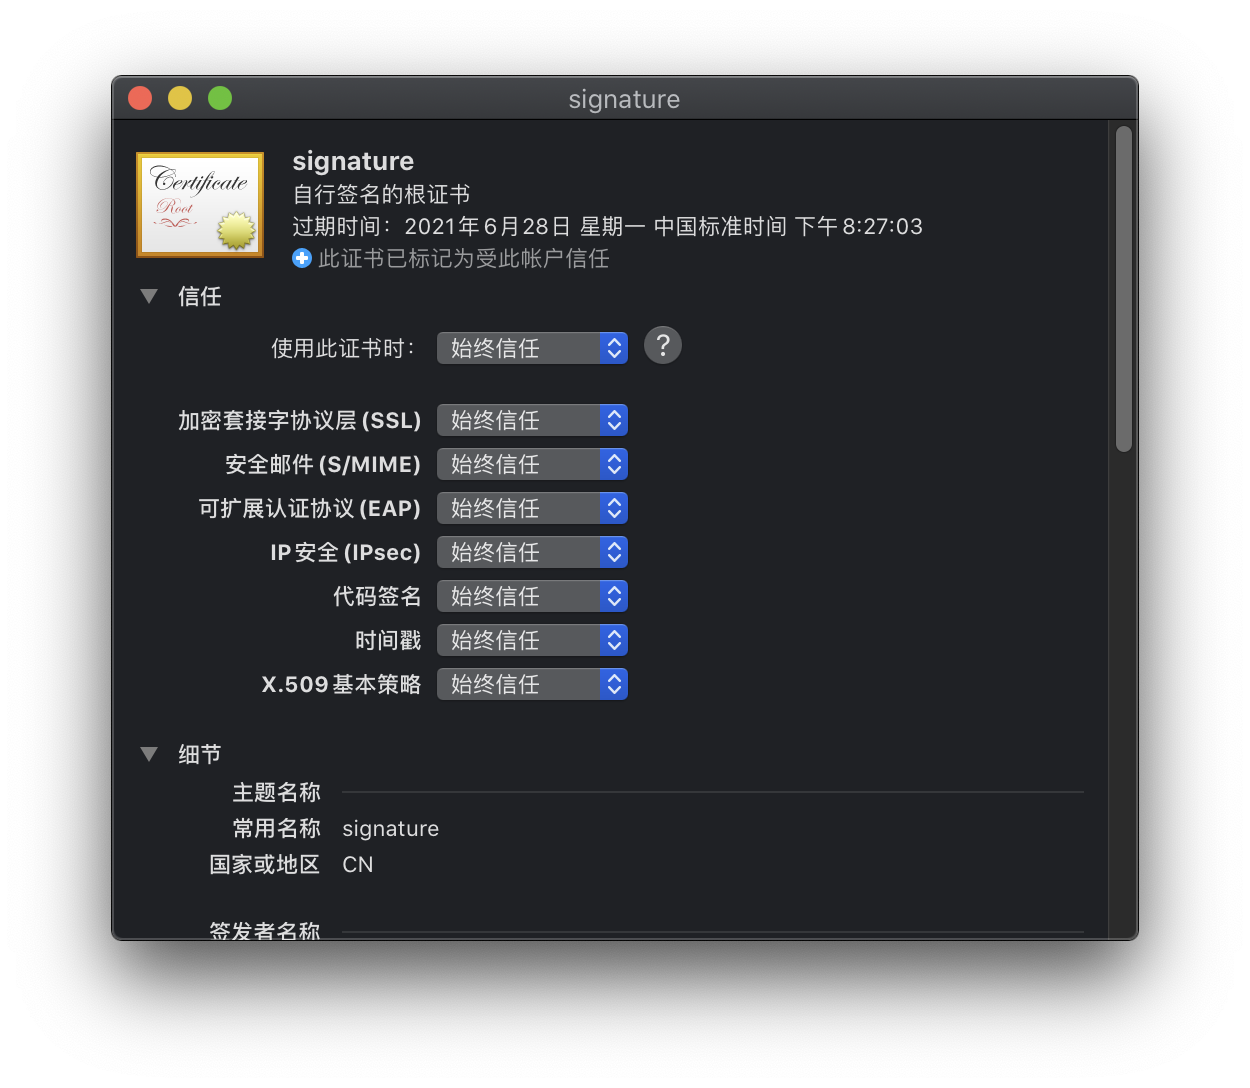 signature
Certificate
Root
signature
自行签名的根证书
过期时间：2021年6月28日 星期一 中国标准时间 下午8:27:03
此证书已标记为受此帐户信任
信任
使用此证书时： 始终信任 ?
加密套接字协议层 (SSL) 始终信任
安全邮件 (S/MIME) 始终信任
可扩展认证协议 (EAP) 始终信任
IP 安全 (IPsec) 始终信任
代码签名 始终信任
时间戳 始终信任
X.509 基本策略 始终信任
细节
主题名称
常用名称 signature
国家或地区 CN
签发者名称